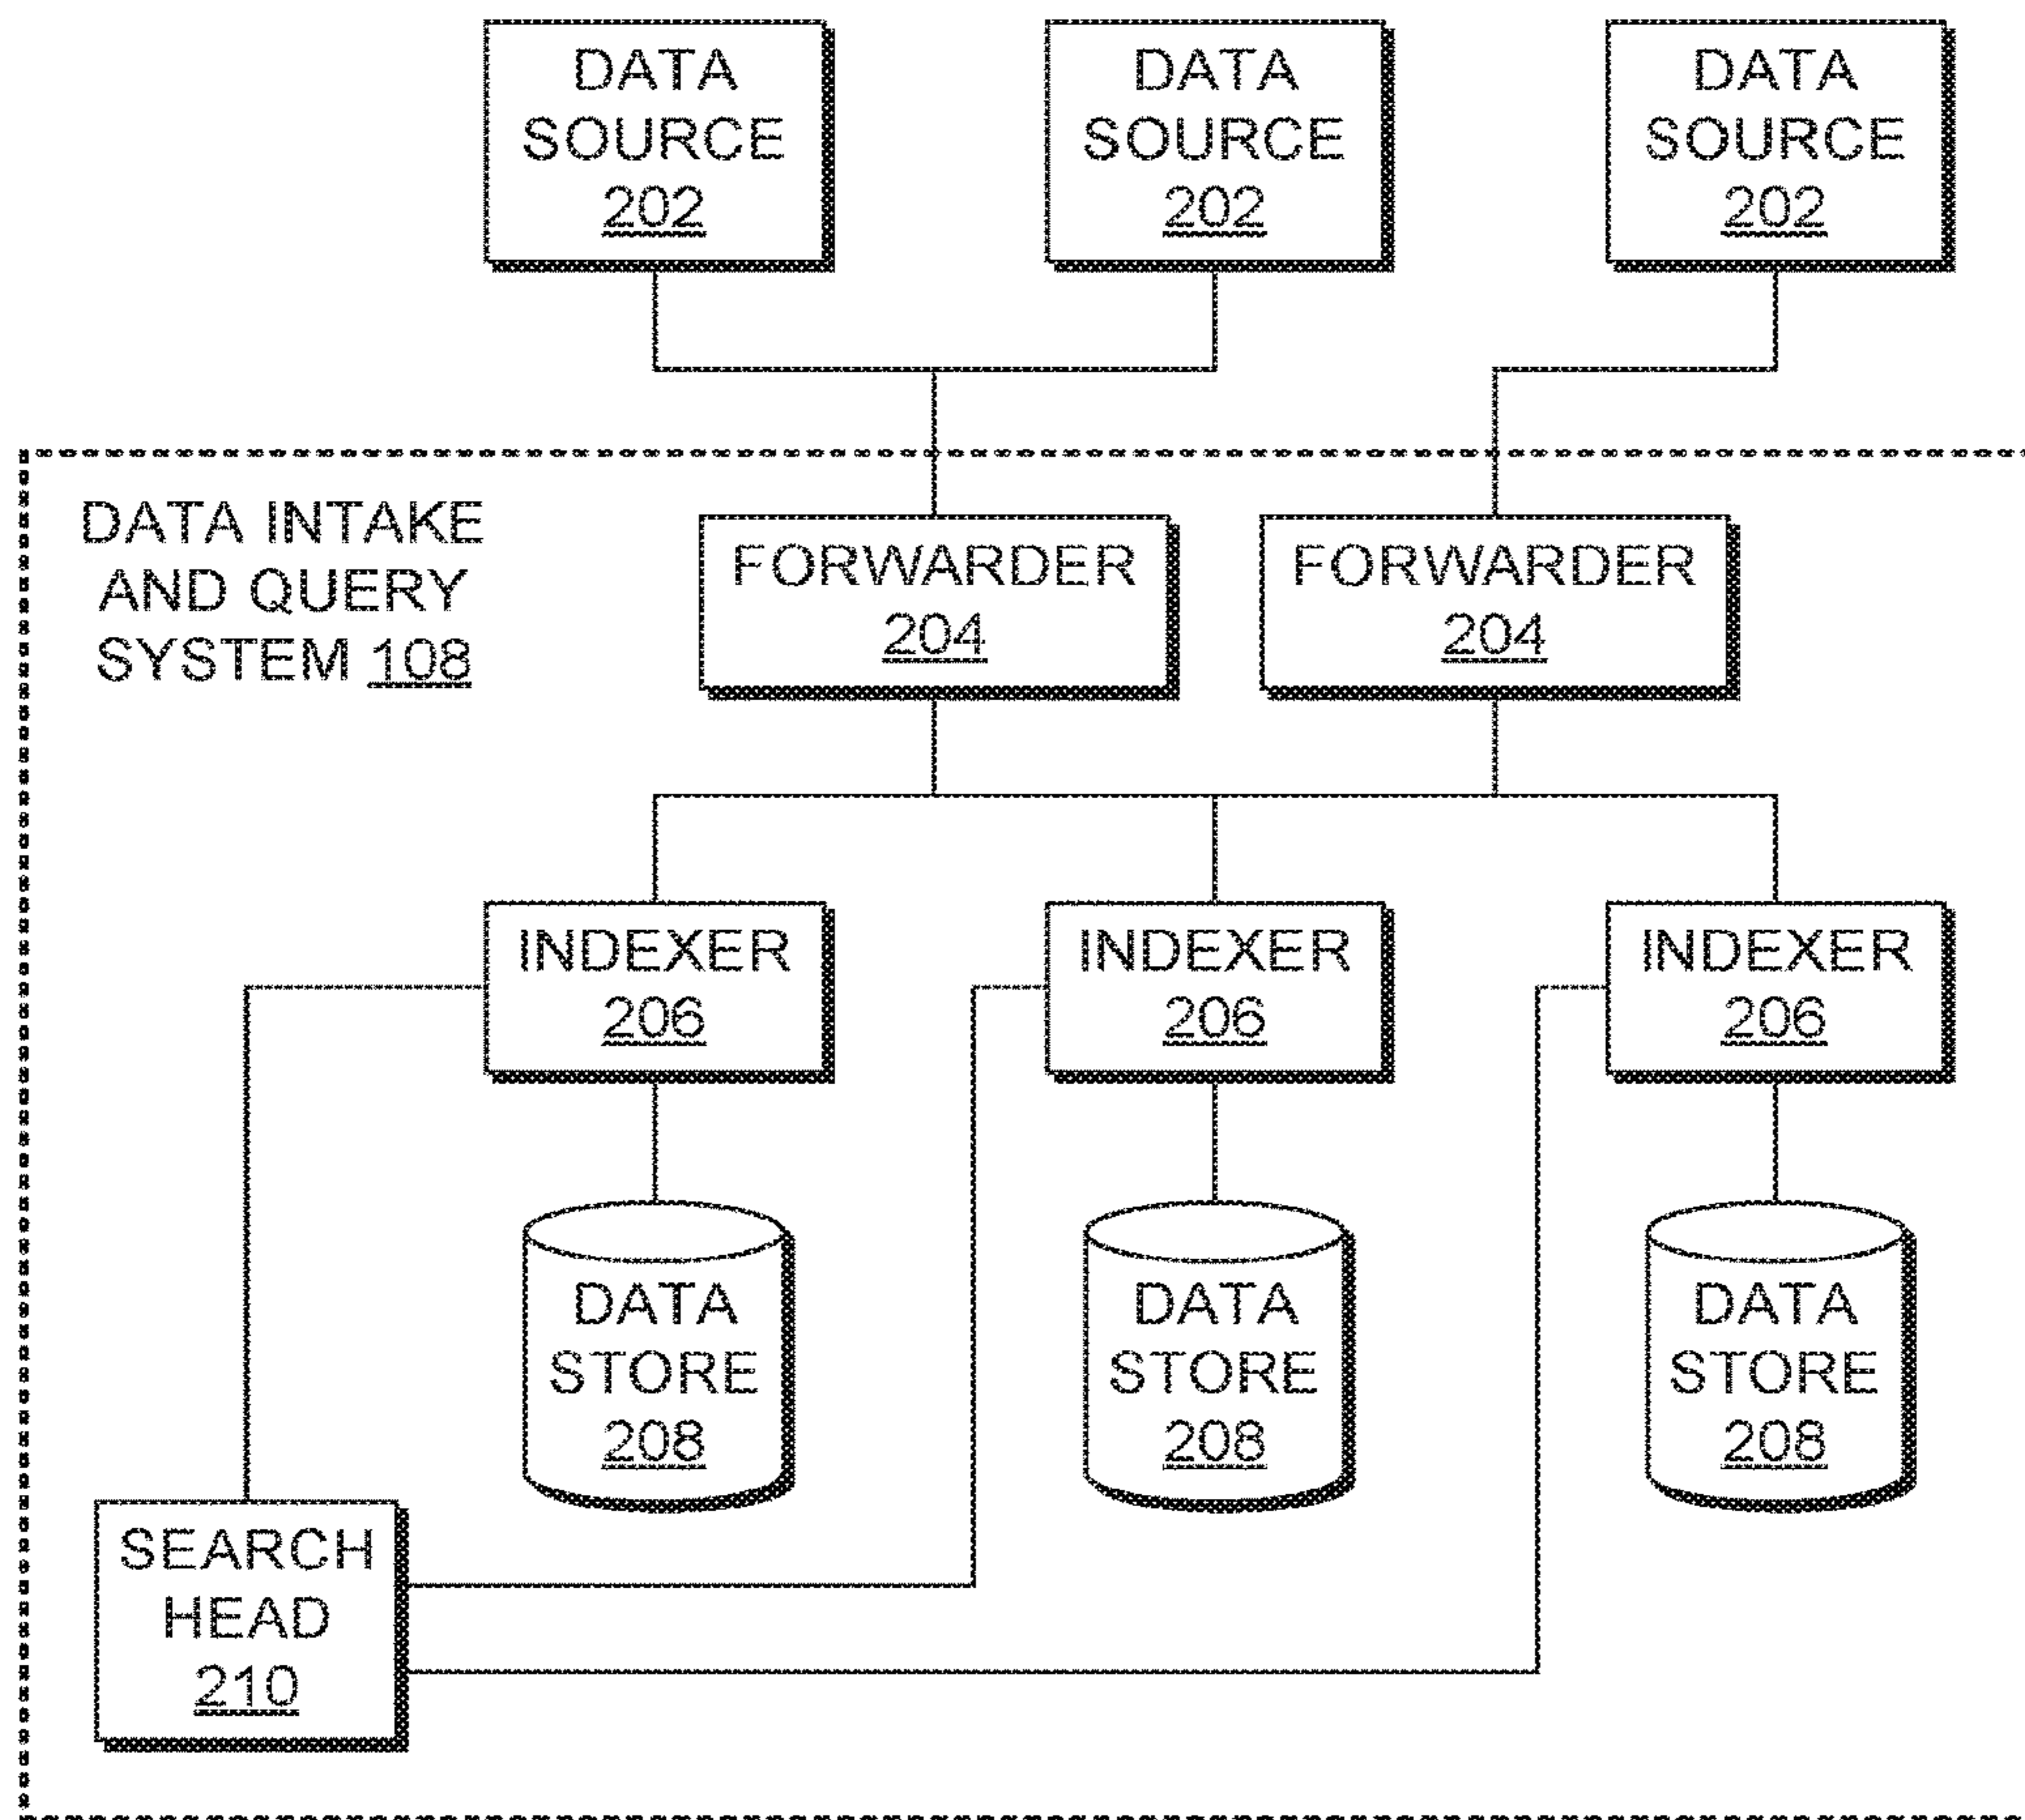 DATA
SOURCE
202
DATA
SOURCE
202
DATA
SOURCE
202
DATA INTAKE
AND QUERY
SYSTEM 108
FORWARDER
204
FORWARDER
204
INDEXER
206
INDEXER
206
INDEXER
206
DATA
STORE
208
DATA
STORE
208
DATA
STORE
208
SEARCH
HEAD
210